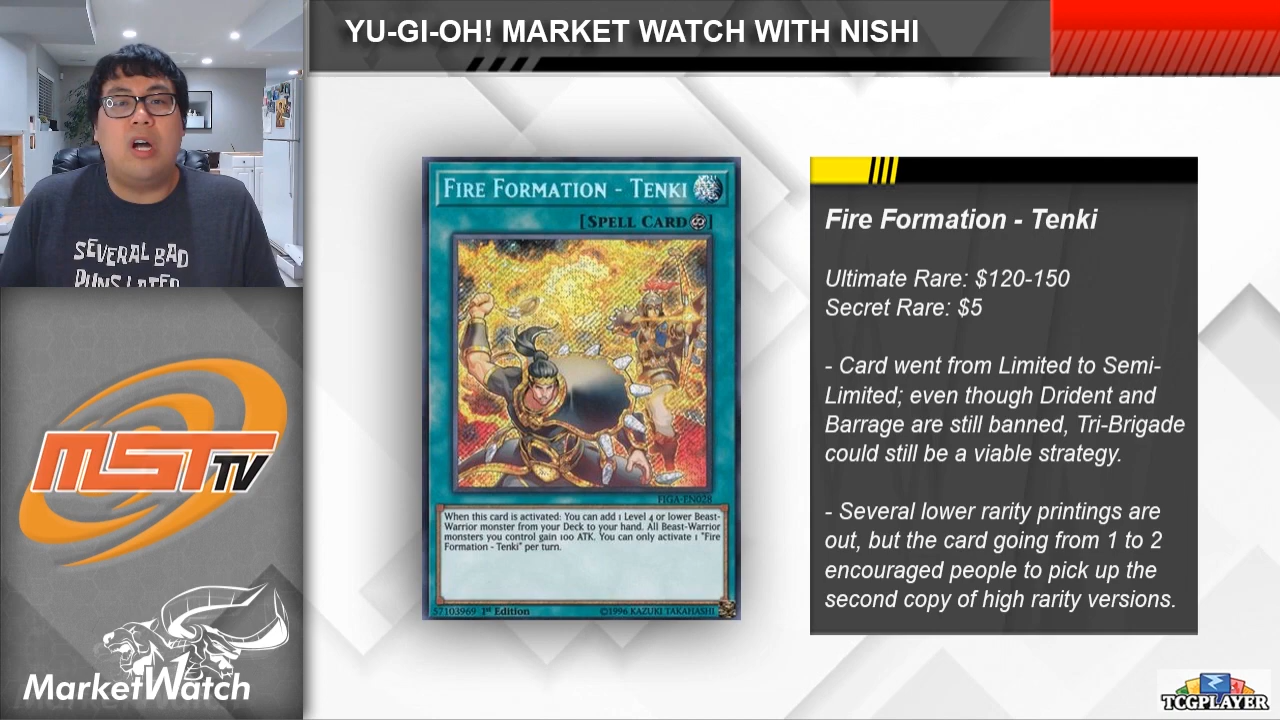 YU-GI-OH! MARKET WATCH WITH NISHI
SEVERAL BAD
PUNS LATER
MST TV
MarketWatch
FIRE FORMATION - TENKI
[SPELL CARD]
FIGA-EN028
When this card is activated: You can add 1 Level 4 or lower Beast-
Warrior monster from your Deck to your hand. All Beast-Warrior
monsters you control gain 100 ATK. You can only activate 1 "Fire
Formation - Tenki" per turn.
57103969 1st Edition ©1996 KAZUKI TAKAHASHI
Fire Formation - Tenki
Ultimate Rare: $120-150
Secret Rare: $5
- Card went from Limited to Semi-
Limited; even though Drident and
Barrage are still banned, Tri-Brigade
could still be a viable strategy.
- Several lower rarity printings are
out, but the card going from 1 to 2
encouraged people to pick up the
second copy of high rarity versions.
TCGPLAYER